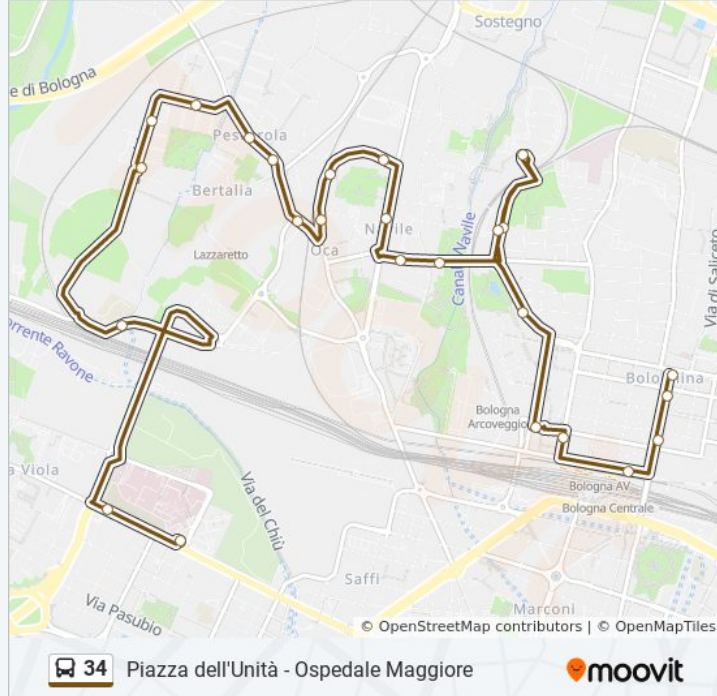 Sostegno
e di Bologna
Pescarola
Bertalia
Lazzaretto
Oca
Navile
Canale Navile
Via di Saliceto
orrente Ravone
Bolognina
Bologna
Arcoveggio
Bologna AV
Bologna Centrale
a Viola
Via del Chiù
Saffi
Via Pasubio
Marconi
© OpenStreetMap contributors | © OpenMapTiles
34 Piazza dell'Unità - Ospedale Maggiore
moovit